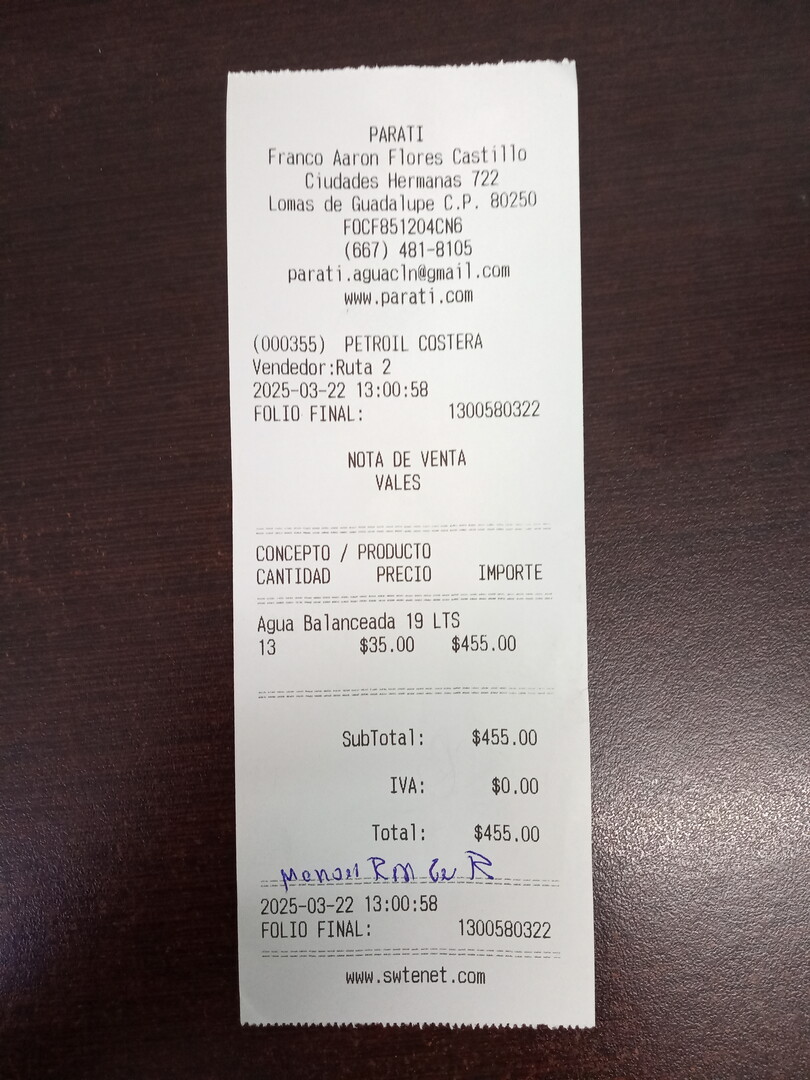 PARATI
Franco Aaron Flores Castillo
Ciudades Hermanas 722
Lomas de Guadalupe C.P. 80250
FOCF851204CN6
(667) 481-8105
parati.aguacln@gmail.com
www.parati.com
(000355) PETROIL COSTERA
Vendedor:Ruta 2
2025-03-22 13:00:58
FOLIO FINAL: 1300580322
NOTA DE VENTA
VALES
CONCEPTO / PRODUCTO
CANTIDAD PRECIO IMPORTE
Agua Balanceada 19 LTS
13 $35.00 $455.00
SubTotal: $455.00
IVA: $0.00
Total: $455.00
2025-03-22 13:00:58
FOLIO FINAL: 1300580322
www.swtenet.com